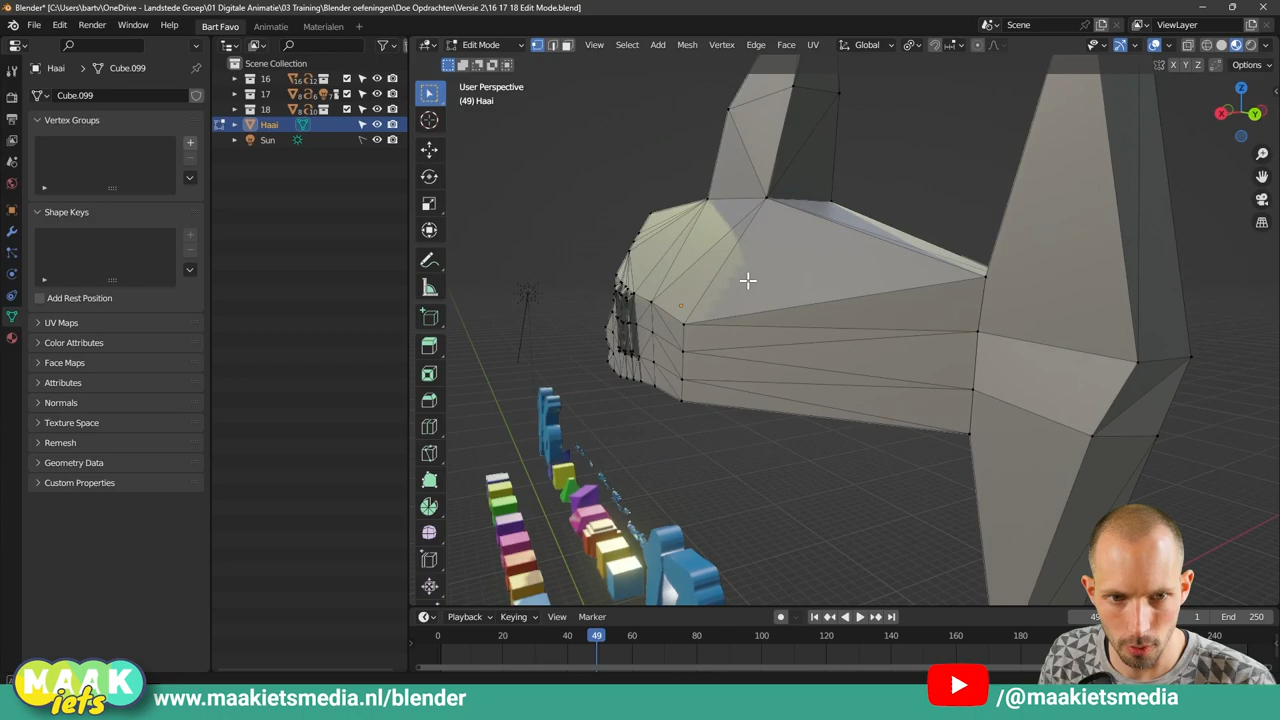 Blender* [C:\Users\bartv\OneDrive - Landstede Groep\01 Digitale Animatie\03 Training\Blender oefeningen\Doe Opdrachten\Versie 2\16 17 18 Edit Mode.blend]
File Edit Render Window Help Bart Favo Animatie Materialen Scene ViewLayer
Edit Mode View Select Add Mesh Vertex Edge Face UV Global
X Y Z Options
Haai Cube.099
Cube.099
Vertex Groups
Shape Keys
Add Rest Position
UV Maps
Color Attributes
Face Maps
Attributes
Normals
Texture Space
Remesh
Geometry Data
Custom Properties
Scene Collection
16
17
18
Haai
Sun
User Perspective
(49) Haai
Z
X
Y
Playback Keying View Marker
49 1 End 250
0 20 40 49 60 80 100 120 140 160 180 240
MAAK
iets
www.maakietsmedia.nl/blender
/@maakietsmedia